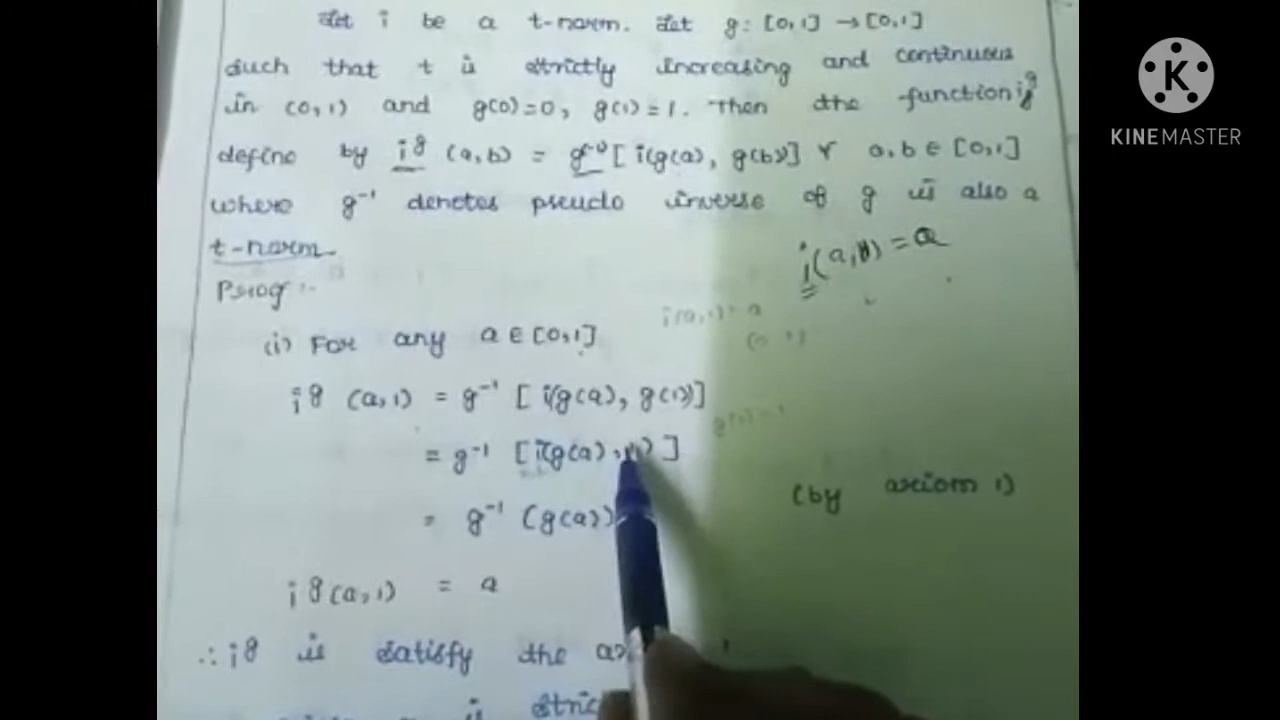 Let i be a t-norm. Let g: [0,1] → [0,1]
such that t is strictly increasing and continuous
in (0,1) and g(0)=0, g(1)=1. Then the function i^g
define by i^g (a,b) = g^(-1) [ i(g(a), g(b))] ∀ a,b ∈ [0,1]
where g^-1 denotes pseudo inverse of g is also a
t-norm.
i(a,1) = a
Proof :-
i(a,1) = a
(i) For any a ∈ [0,1]
i^g (a,1) = g^-1 [ i(g(a), g(1))]
= g^-1 [ i(g(a), 1) ]
(by axiom 1)
= g^-1 (g(a))
i^g(a,1) = a
∴ i^g is satisfy the
is
K
KINEMASTER